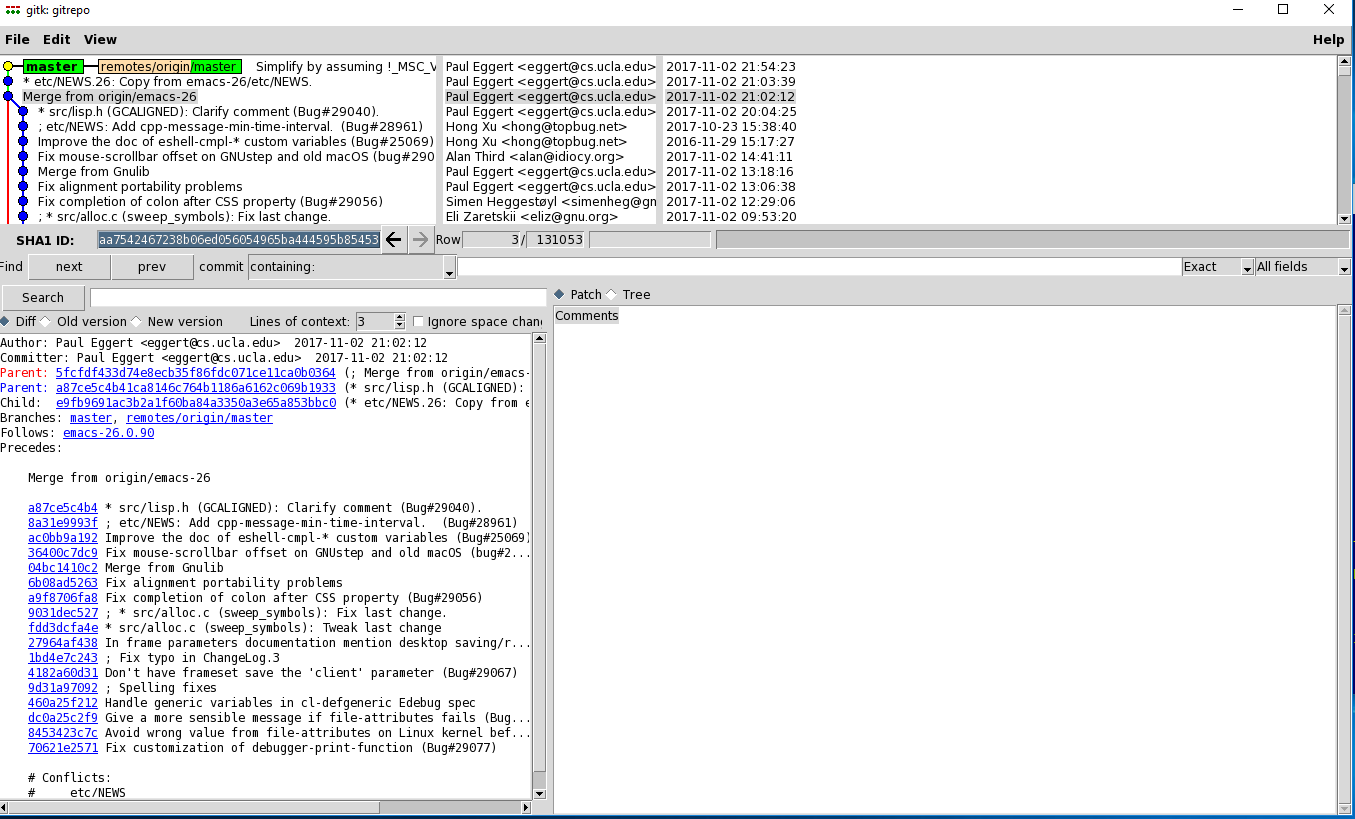 gitk: gitrepo
File Edit View Help
master remotes/origin/master Simplify by assuming !_MSC_V Paul Eggert <eggert@cs.ucla.edu> 2017-11-02 21:54:23
* etc/NEWS.26: Copy from emacs-26/etc/NEWS. Paul Eggert <eggert@cs.ucla.edu> 2017-11-02 21:03:39
Merge from origin/emacs-26 Paul Eggert <eggert@cs.ucla.edu> 2017-11-02 21:02:12
* src/lisp.h (GCALIGNED): Clarify comment (Bug#29040). Paul Eggert <eggert@cs.ucla.edu> 2017-11-02 20:04:25
; etc/NEWS: Add cpp-message-min-time-interval.  (Bug#28961) Hong Xu <hong@topbug.net> 2017-10-23 15:38:40
Improve the doc of eshell-cmpl-* custom variables (Bug#25069) Hong Xu <hong@topbug.net> 2016-11-29 15:17:27
Fix mouse-scrollbar offset on GNUstep and old macOS (bug#290 Alan Third <alan@idiocy.org> 2017-11-02 14:41:11
Merge from Gnulib Paul Eggert <eggert@cs.ucla.edu> 2017-11-02 13:18:16
Fix alignment portability problems Paul Eggert <eggert@cs.ucla.edu> 2017-11-02 13:06:38
Fix completion of colon after CSS property (Bug#29056) Simen Heggestøyl <simenheg@gn 2017-11-02 12:29:06
; * src/alloc.c (sweep_symbols): Fix last change. Eli Zaretskii <eliz@gnu.org> 2017-11-02 09:53:20
SHA1 ID: aa7542467238b06ed056054965ba444595b85453 Row 3 / 131053
Find next prev commit containing: Exact All fields
Search
Patch Tree
Diff Old version New version Lines of context: 3 Ignore space chan
Comments
Author: Paul Eggert <eggert@cs.ucla.edu>  2017-11-02 21:02:12
Committer: Paul Eggert <eggert@cs.ucla.edu>  2017-11-02 21:02:12
Parent: 5fcfdf433d74e8ecb35f86fdc071ce11ca0b0364 (; Merge from origin/emacs-
Parent: a87ce5c4b41ca8146c764b1186a6162c069b1933 (* src/lisp.h (GCALIGNED):
Child:  e9fb9691ac3b2a1f60ba84a3350a3e65a853bbc0 (* etc/NEWS.26: Copy from e
Branches: master, remotes/origin/master
Follows: emacs-26.0.90
Precedes:
Merge from origin/emacs-26
a87ce5c4b4 * src/lisp.h (GCALIGNED): Clarify comment (Bug#29040).
8a31e9993f ; etc/NEWS: Add cpp-message-min-time-interval.  (Bug#28961)
ac0bb9a192 Improve the doc of eshell-cmpl-* custom variables (Bug#25069)
36400c7dc9 Fix mouse-scrollbar offset on GNUstep and old macOS (bug#2...
04bc1410c2 Merge from Gnulib
6b08ad5263 Fix alignment portability problems
a9f8706fa8 Fix completion of colon after CSS property (Bug#29056)
9031dec527 ; * src/alloc.c (sweep_symbols): Fix last change.
fdd3dcfa4e * src/alloc.c (sweep_symbols): Tweak last change
27964af438 In frame parameters documentation mention desktop saving/r...
1bd4e7c243 ; Fix typo in ChangeLog.3
4182a60d31 Don't have frameset save the 'client' parameter (Bug#29067)
9d31a97092 ; Spelling fixes
460a25f212 Handle generic variables in cl-defgeneric Edebug spec
dc0a25c2f9 Give a more sensible message if file-attributes fails (Bug...
8453423c7c Avoid wrong value from file-attributes on Linux kernel bef...
70621e2571 Fix customization of debugger-print-function (Bug#29077)
# Conflicts:
#     etc/NEWS